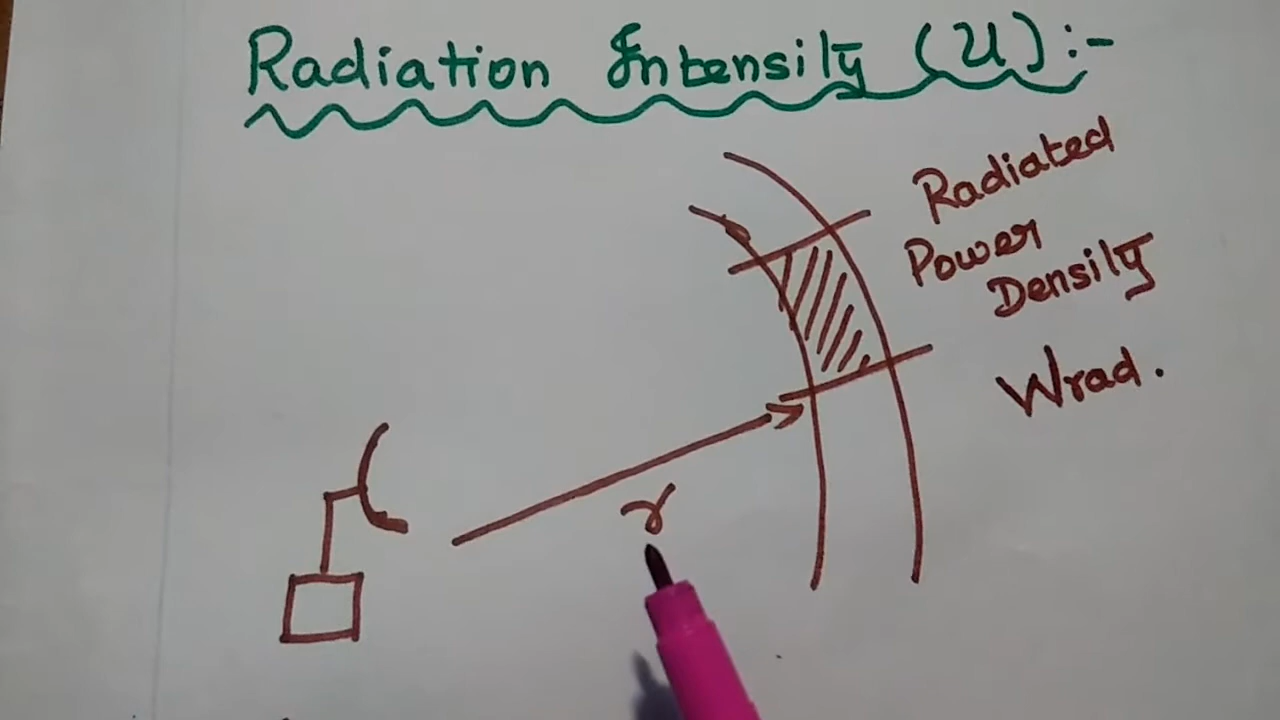 Radiation Intensity (U) :-
Radiated
Power
Density
Wrad.
r